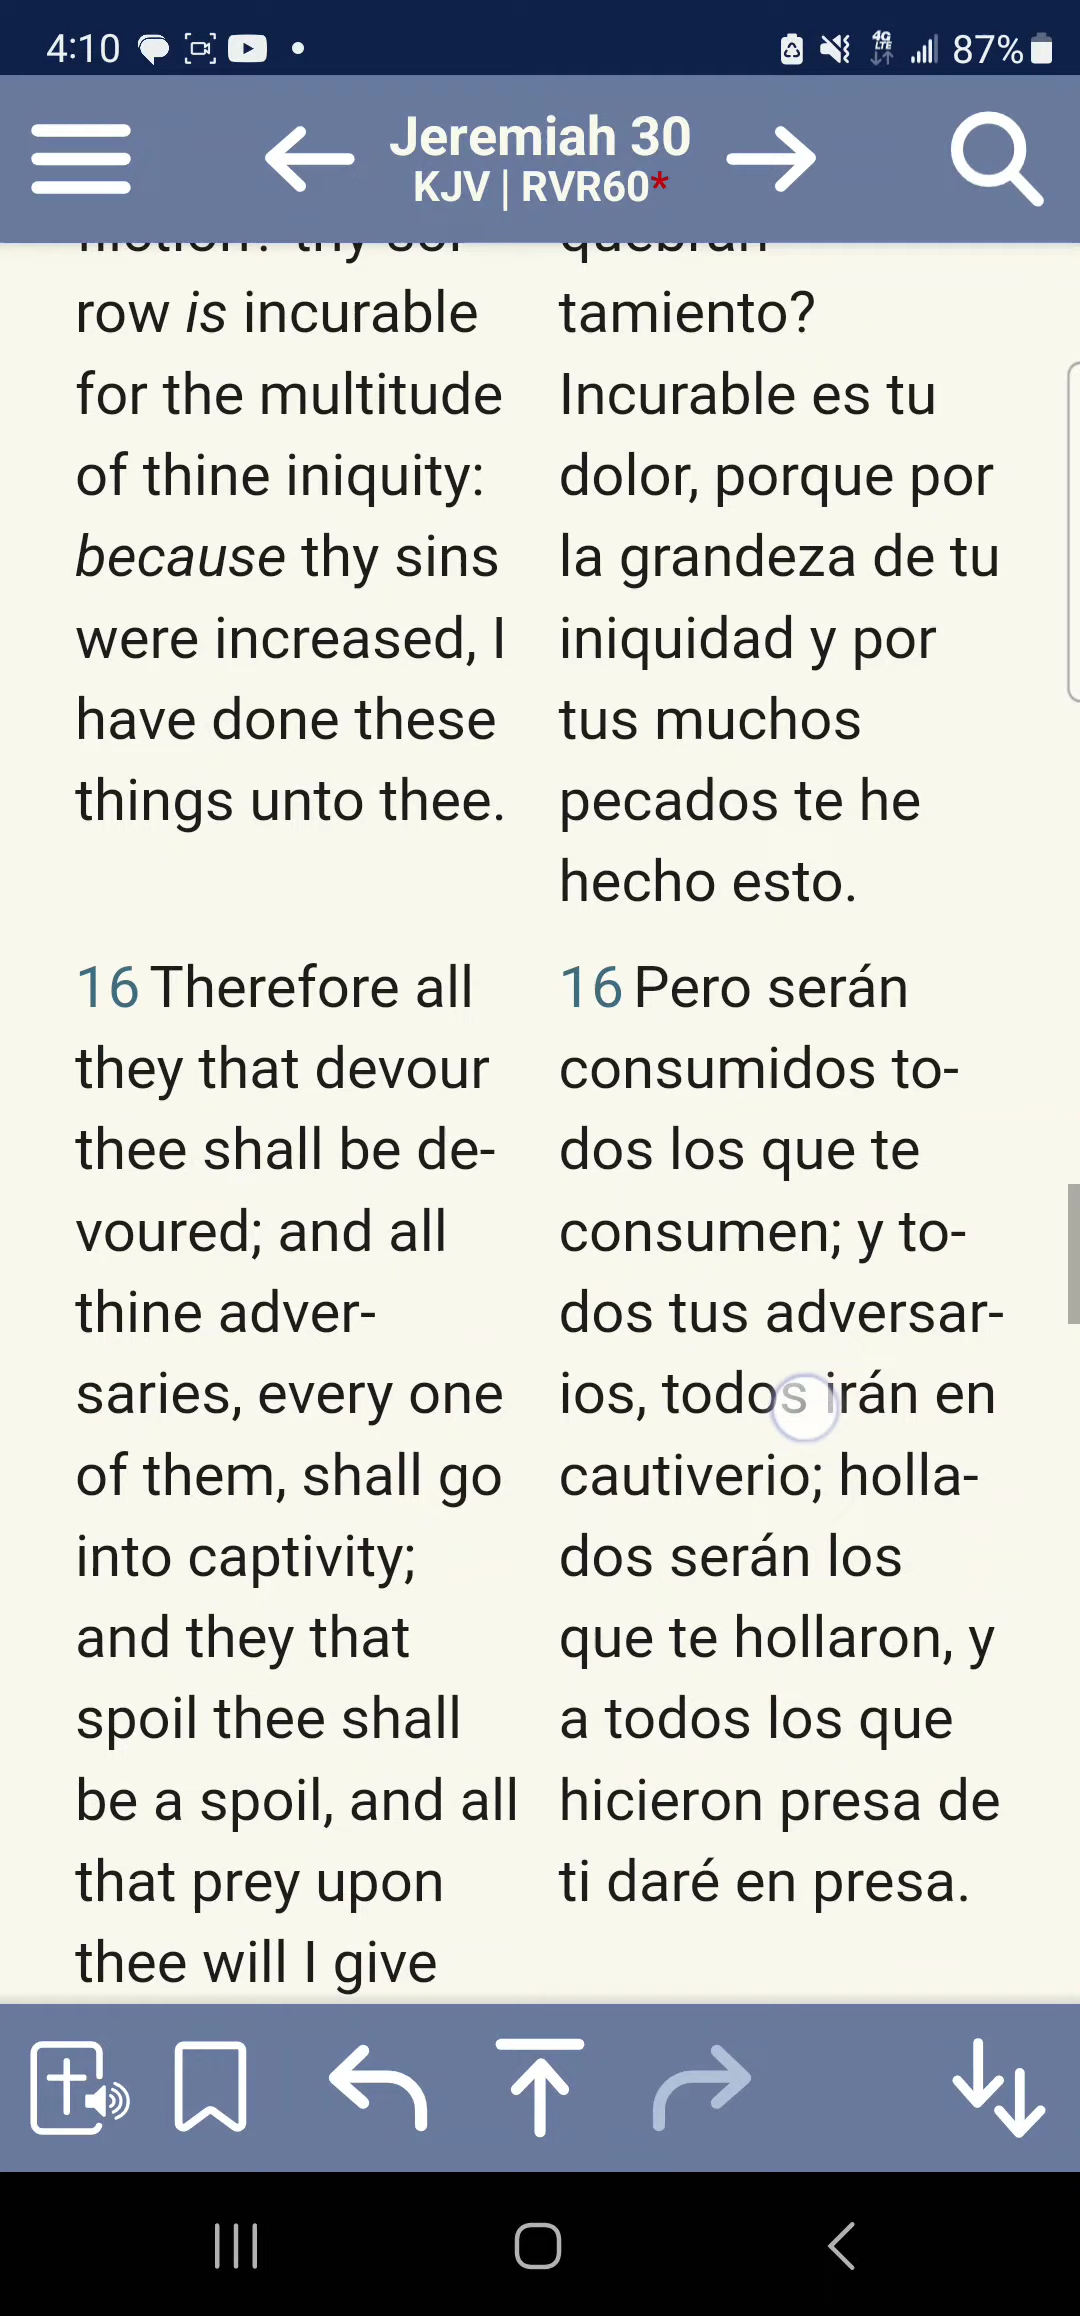 4:10
4G
LTE
87%
Jeremiah 30
KJV | RVR60*
row is incurable
for the multitude
of thine iniquity:
because thy sins
were increased, I
have done these
things unto thee.
tamiento?
Incurable es tu
dolor, porque por
la grandeza de tu
iniquidad y por
tus muchos
pecados te he
hecho esto.
16 Therefore all
they that devour
thee shall be de-
voured; and all
thine adver-
saries, every one
of them, shall go
into captivity;
and they that
spoil thee shall
be a spoil, and all
that prey upon
thee will I give
16 Pero serán
consumidos to-
dos los que te
consumen; y to-
dos tus adversar-
ios, todos irán en
cautiverio; holla-
dos serán los
que te hollaron, y
a todos los que
hicieron presa de
ti daré en presa.